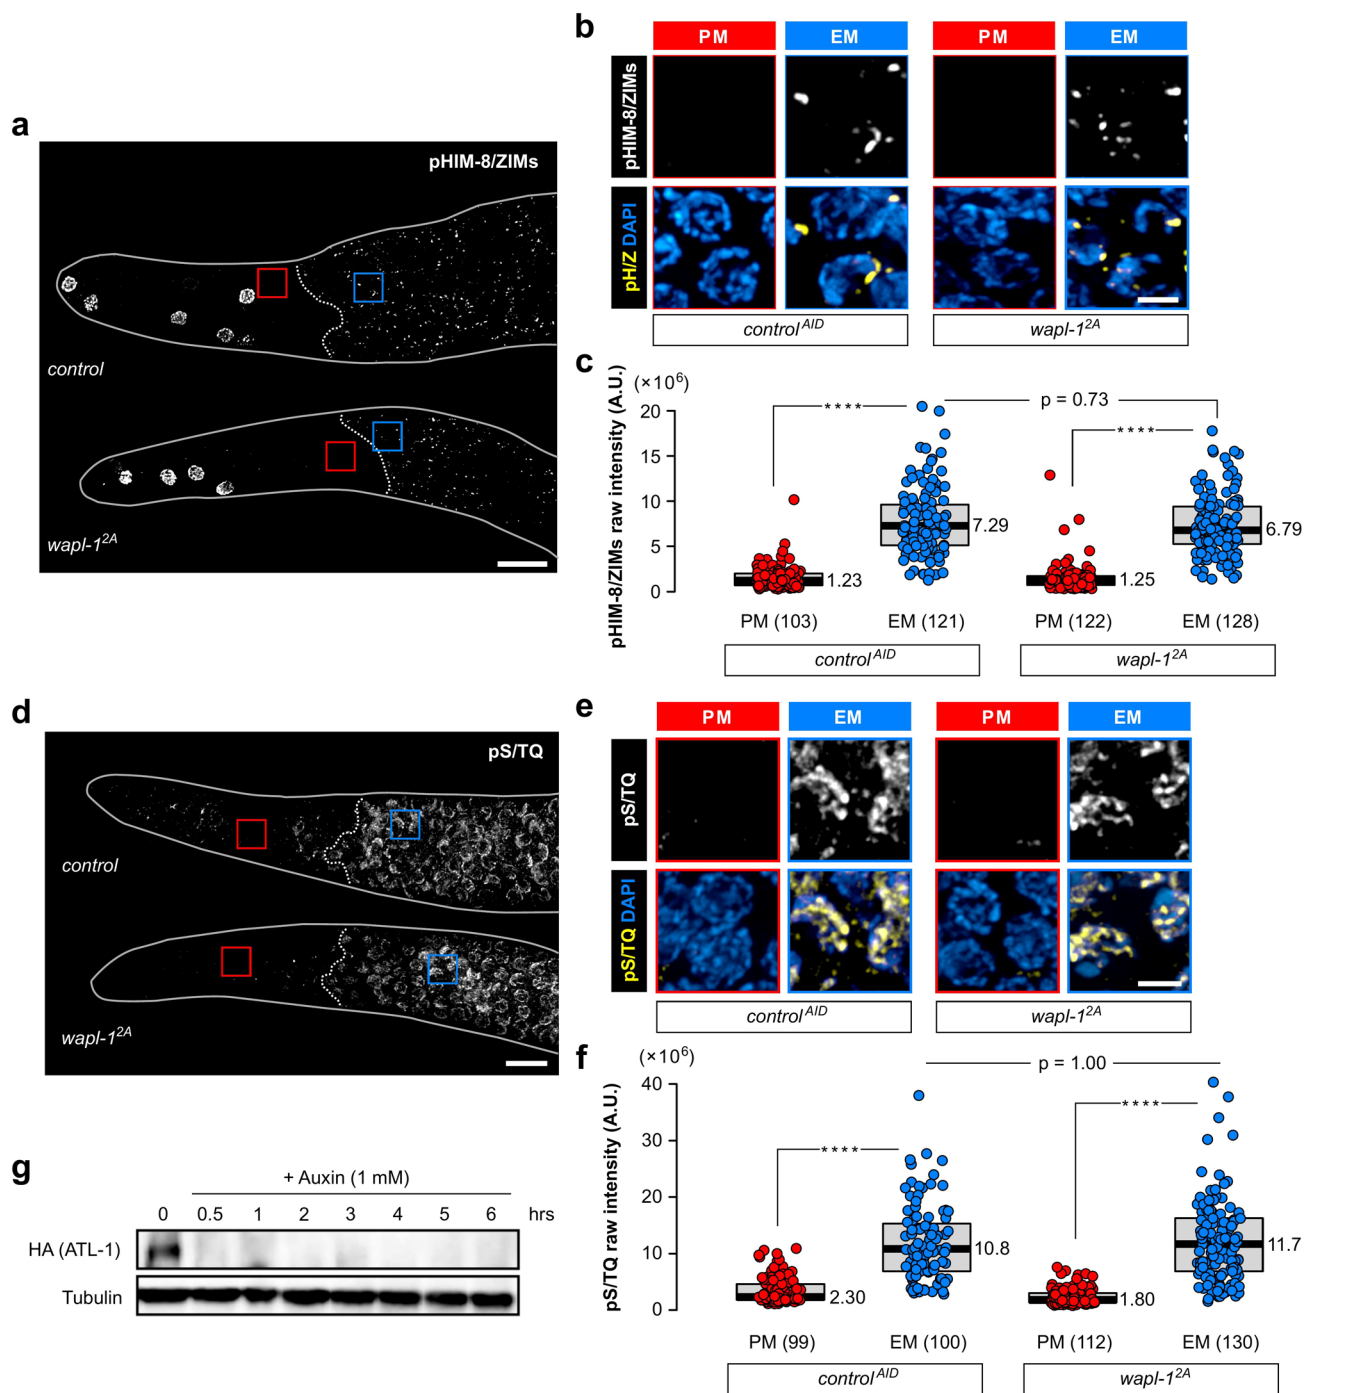 a
pHIM-8/ZIMs
control
wapl-1 2A
b
PM EM PM EM
pHIM-8/ZIMs
pH/Z DAPI
control AID wapl-1 2A
c
pHIM-8/ZIMs raw intensity (A.U.)
(×10 6)
**** p = 0.73
****
20
15
10
5
0
1.23 7.29 1.25 6.79
PM (103) EM (121) PM (122) EM (128)
control AID wapl-1 2A
d
pS/TQ
control
wapl-1 2A
e
PM EM PM EM
pS/TQ
pS/TQ DAPI
control AID wapl-1 2A
f
pS/TQ raw intensity (A.U.)
(×10 6)
p = 1.00
****
****
40
30
20
10
0
2.30 10.8 1.80 11.7
PM (99) EM (100) PM (112) EM (130)
control AID wapl-1 2A
g
+ Auxin (1 mM)
0 0.5 1 2 3 4 5 6 hrs
HA (ATL-1)
Tubulin